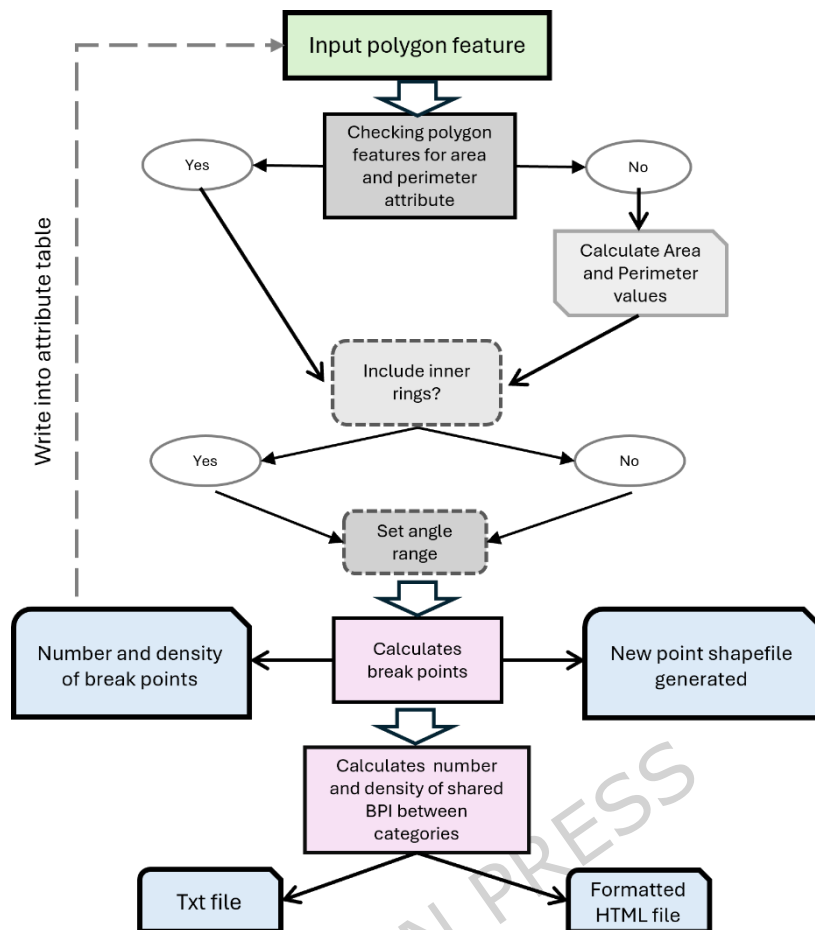 Input polygon feature
Checking polygon
features for area
and perimeter
attribute
Yes
No
Calculate Area
and Perimeter
values
Write into attribute table
Include inner
rings?
Yes
No
Set angle
range
Number and density
of break points
Calculates
break points
New point shapefile
generated
Calculates number
and density of shared
BPI between
categories
Txt file
Formatted
HTML file
PRESS